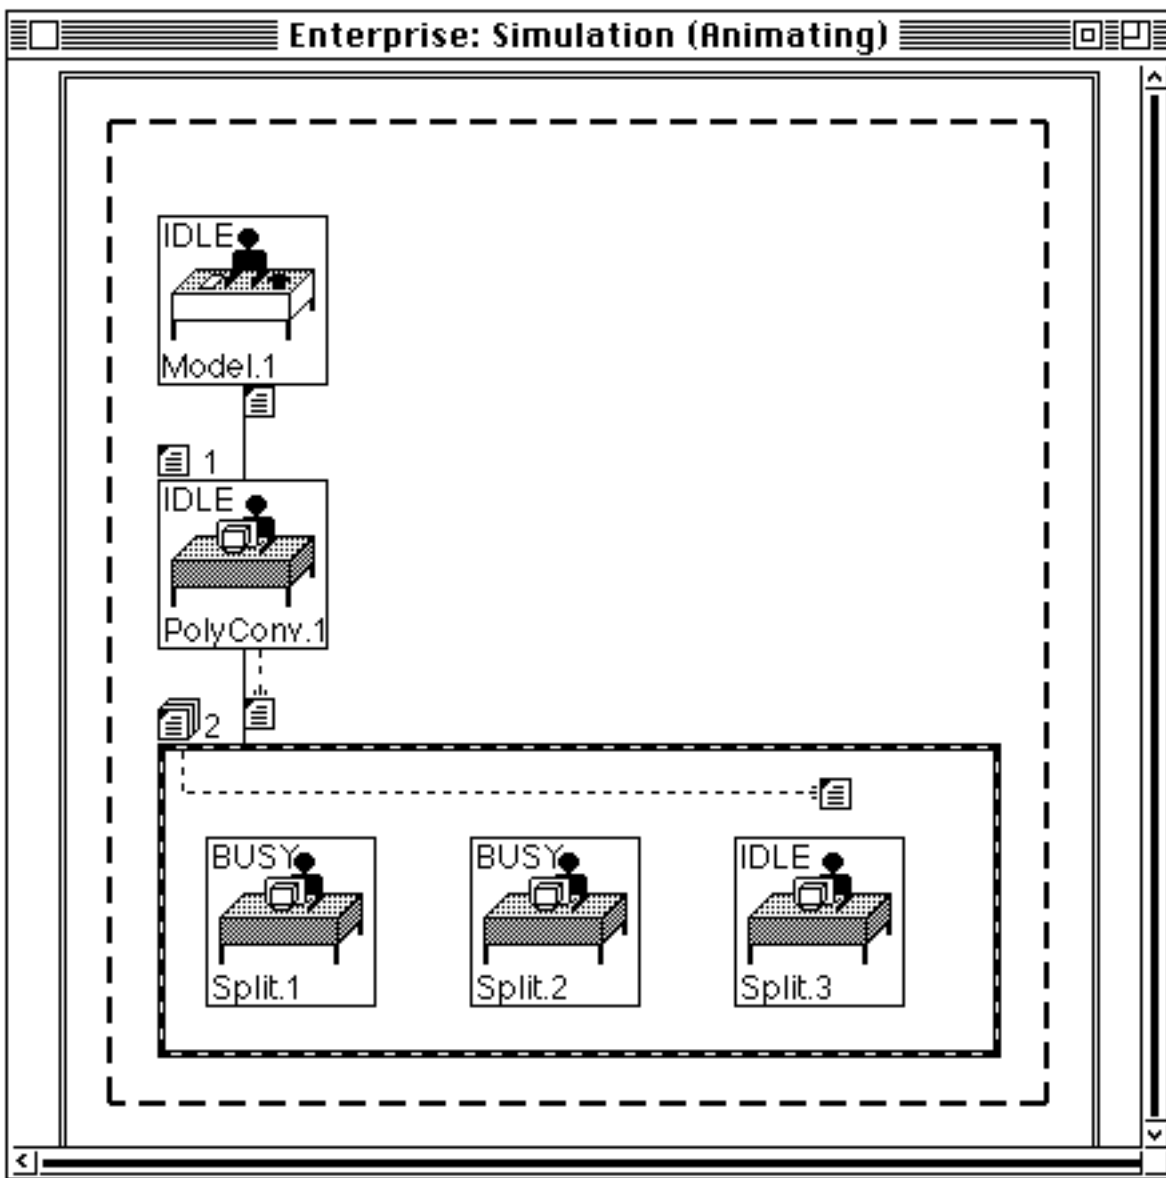 Enterprise: Simulation (Animating)
IDLE
Model.1
1
IDLE
PolyConv.1
2
BUSY
BUSY
IDLE
Split.1
Split.2
Split.3